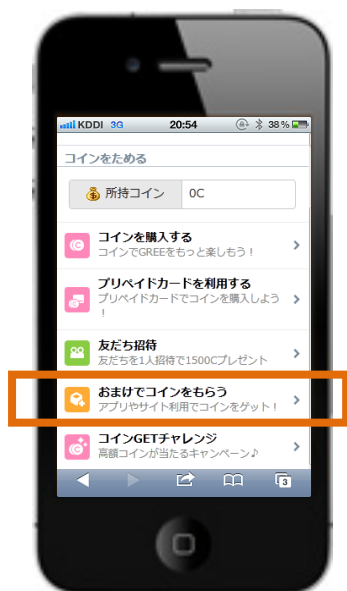 KDDI 3G 20:54 38%
コインをためる
所持コイン 0C
コインを購入する
コインでGREEをもっと楽しもう！
プリペイドカードを利用する
プリペイドカードでコインを購入しよう
！
友だち招待
友だちを1人招待で1500Cプレゼント
おまけでコインをもらう
アプリやサイト利用でコインをゲット！
コインGETチャレンジ
高額コインが当たるキャンペーン♪
3